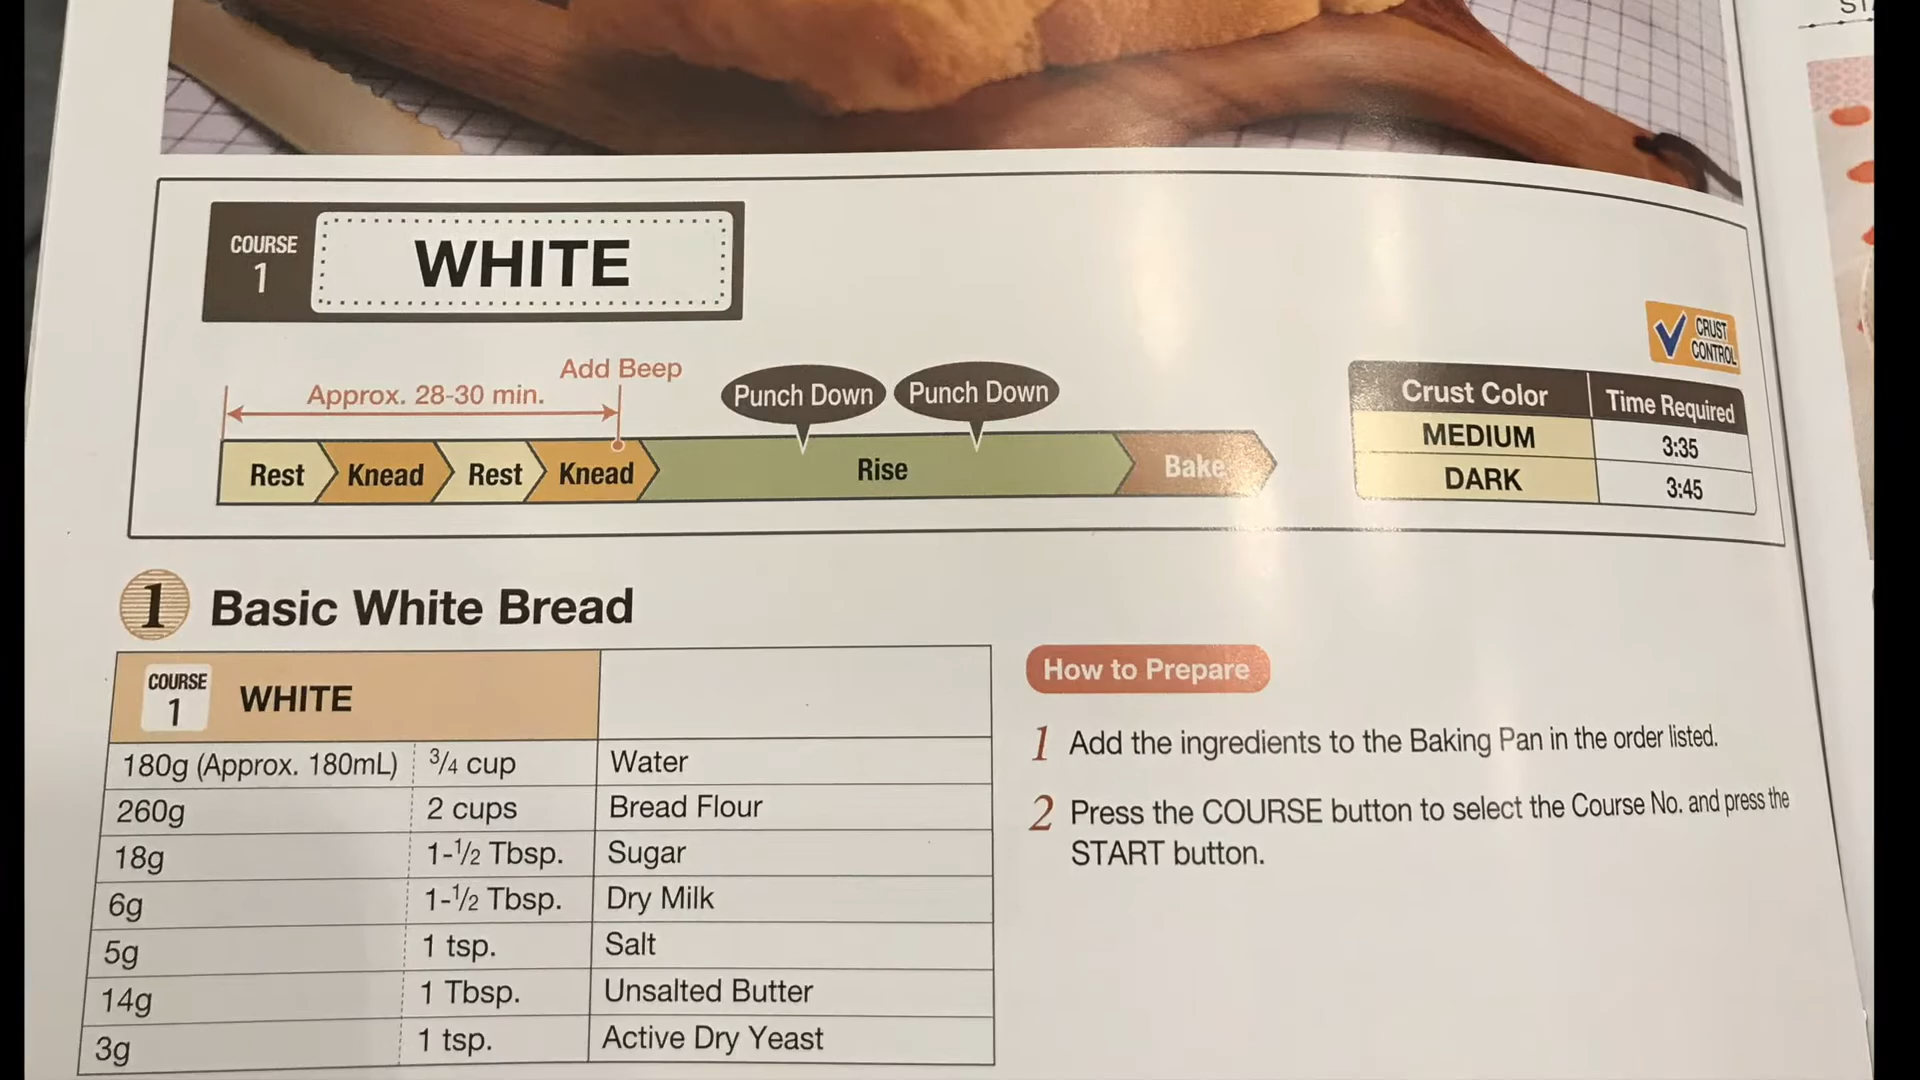 COURSE
1
WHITE
CRUST
CONTROL
Add Beep
Approx. 28-30 min.
Punch Down
Punch Down
Rest
Knead
Rest
Knead
Rise
Bake
Crust Color Time Required
MEDIUM 3:35
DARK 3:45
1 Basic White Bread
COURSE
1
WHITE
180g (Approx. 180mL) 3/4 cup Water
260g 2 cups Bread Flour
18g 1-1/2 Tbsp. Sugar
6g 1-1/2 Tbsp. Dry Milk
5g 1 tsp. Salt
14g 1 Tbsp. Unsalted Butter
3g 1 tsp. Active Dry Yeast
How to Prepare
1 Add the ingredients to the Baking Pan in the order listed.
2 Press the COURSE button to select the Course No. and press the
START button.